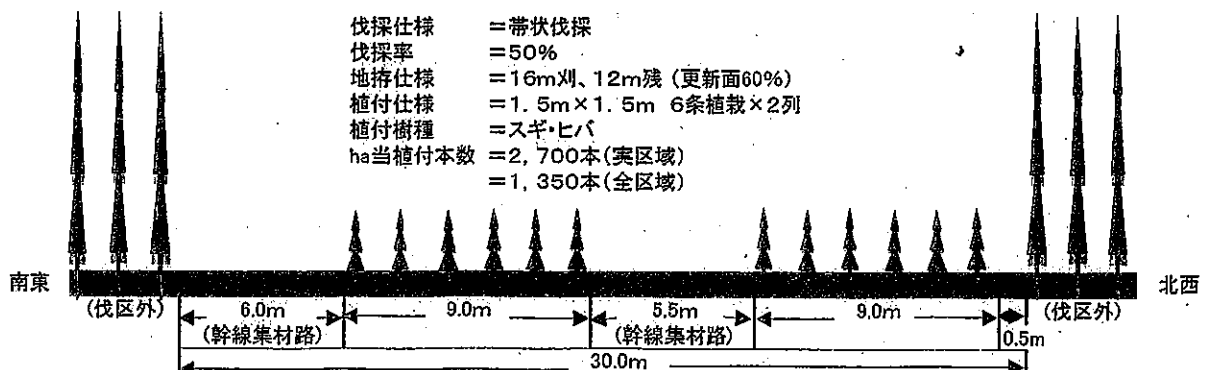 伐採仕様 =帯状伐採
伐採率 =50%
地拵仕様 =16m刈、12m残(更新面60%)
植付仕様 =1.5m×1.5m 6条植栽×2列
植付樹種 =スギ・ヒバ
ha当植付本数 =2,700本(実区域)
=1,350本(全区域)
南東
北西
(伐区外) 6.0m 9.0m 5.5m 9.0m (伐区外)
(幹線集材路) (幹線集材路) 0.5m
30.0m